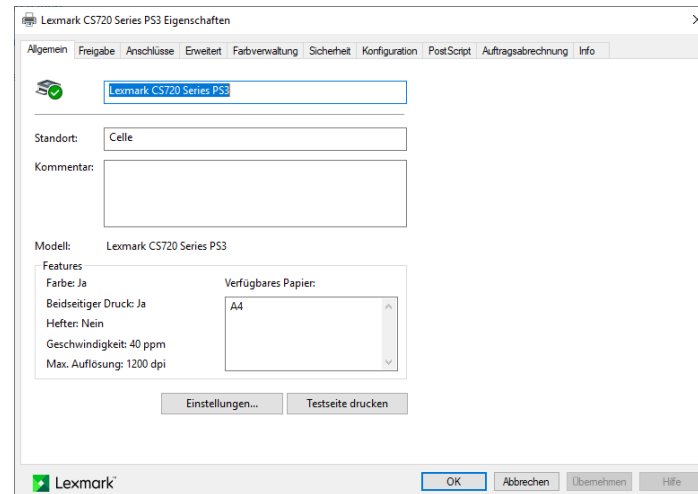 Lexmark CS720 Series PS3 Eigenschaften
Allgemein Freigabe Anschlüsse Erweitert Farbverwaltung Sicherheit Konfiguration PostScript Auftragsabrechnung Info
Lexmark CS720 Series PS3
Standort: Celle
Kommentar:
Modell: Lexmark CS720 Series PS3
Features
Farbe: Ja
Verfügbares Papier:
Beidseitiger Druck: Ja
A4
Hefter: Nein
Geschwindigkeit: 40 ppm
Max. Auflösung: 1200 dpi
Einstellungen... Testseite drucken
Lexmark™
OK Abbrechen Übernehmen Hilfe